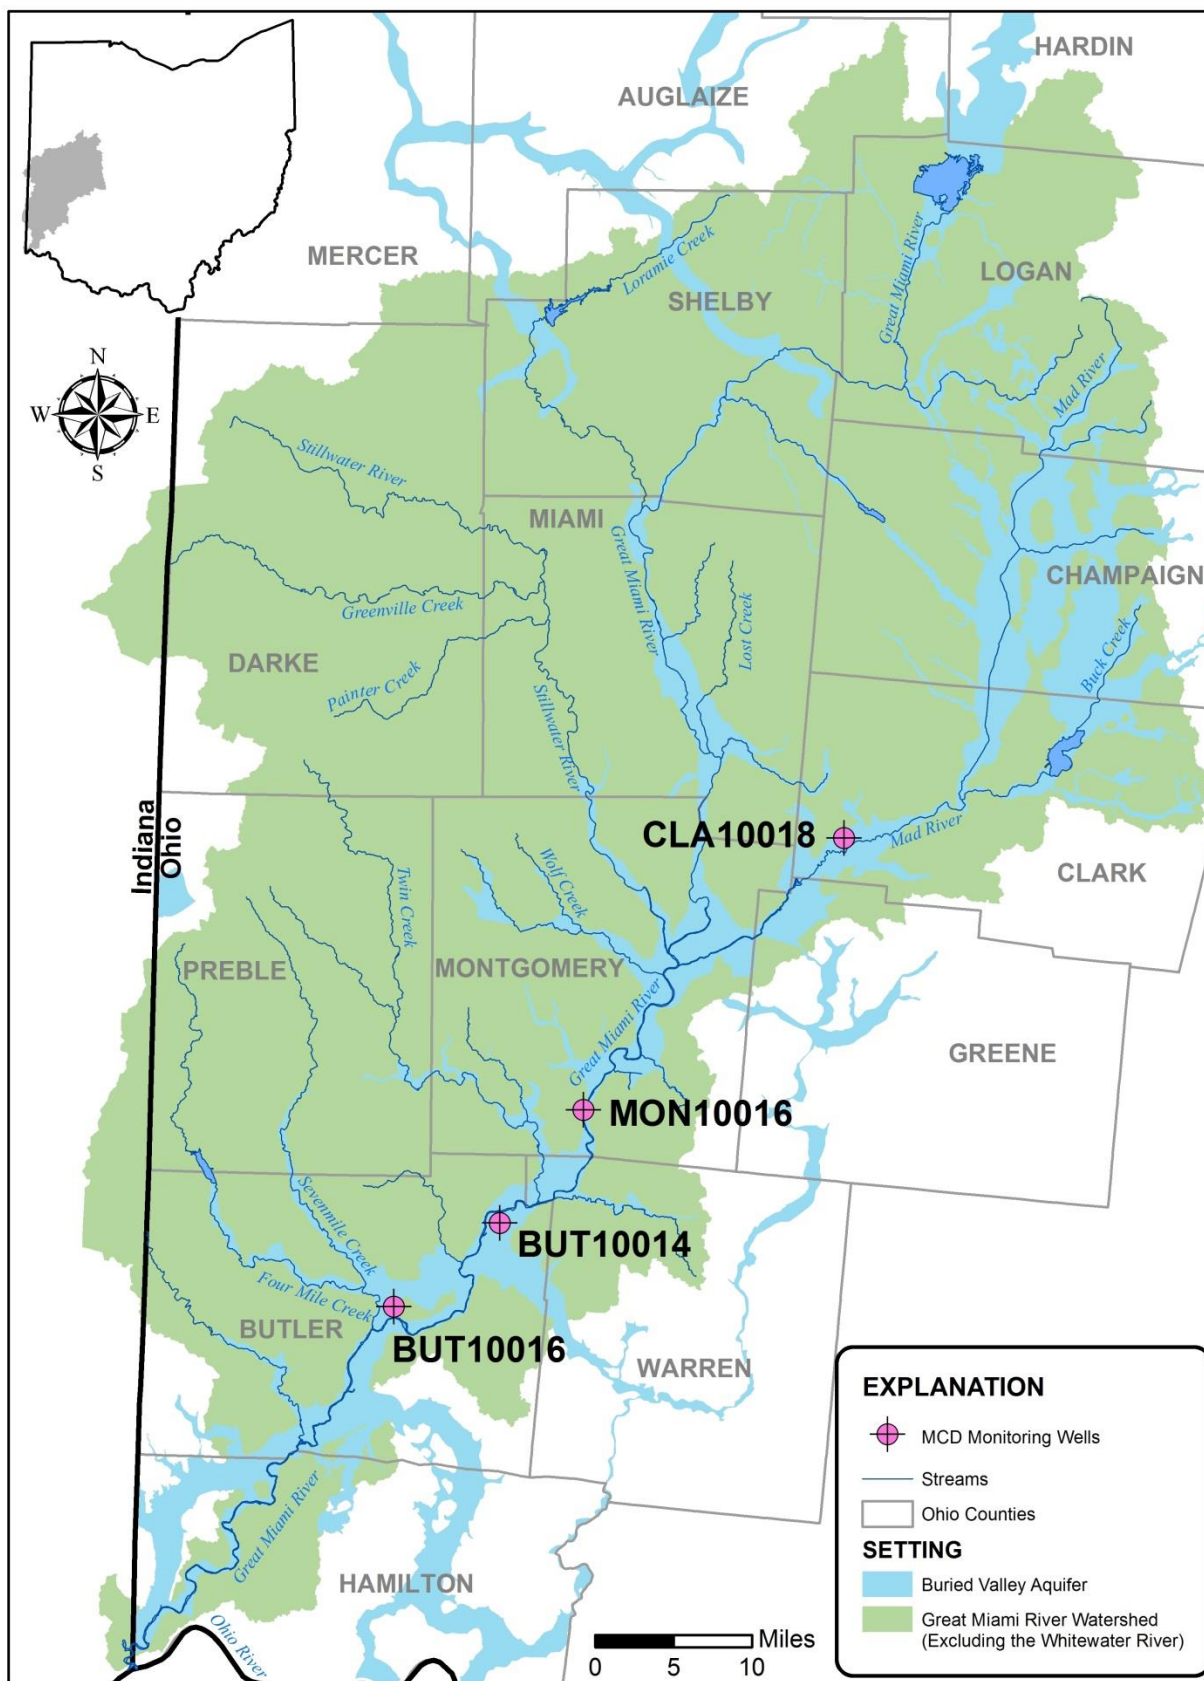 HARDIN
AUGLAIZE
MERCER
Loramie Creek
SHELBY
Great Miami River
LOGAN
Mad River
N
W
E
S
Stillwater River
MIAMI
Great Miami River
CHAMPAIGN
Greenville Creek
Lost Creek
Buck Creek
DARKE
Painter Creek
Stillwater River
Indiana
Ohio
CLA10018
Mad River
CLARK
Twin Creek
Wolf Creek
PREBLE
MONTGOMERY
Great Miami River
GREENE
MON10016
Sevenmile Creek
BUT10014
Four Mile Creek
BUTLER
BUT10016
WARREN
Great Miami River
HAMILTON
Ohio River
Miles
0 5 10
EXPLANATION
MCD Monitoring Wells
Streams
Ohio Counties
SETTING
Buried Valley Aquifer
Great Miami River Watershed
(Excluding the Whitewater River)